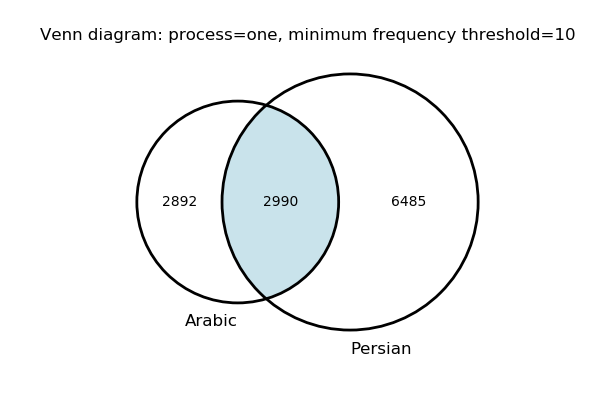 Venn diagram: process=one, minimum frequency threshold=10
2892
2990
6485
Arabic
Persian